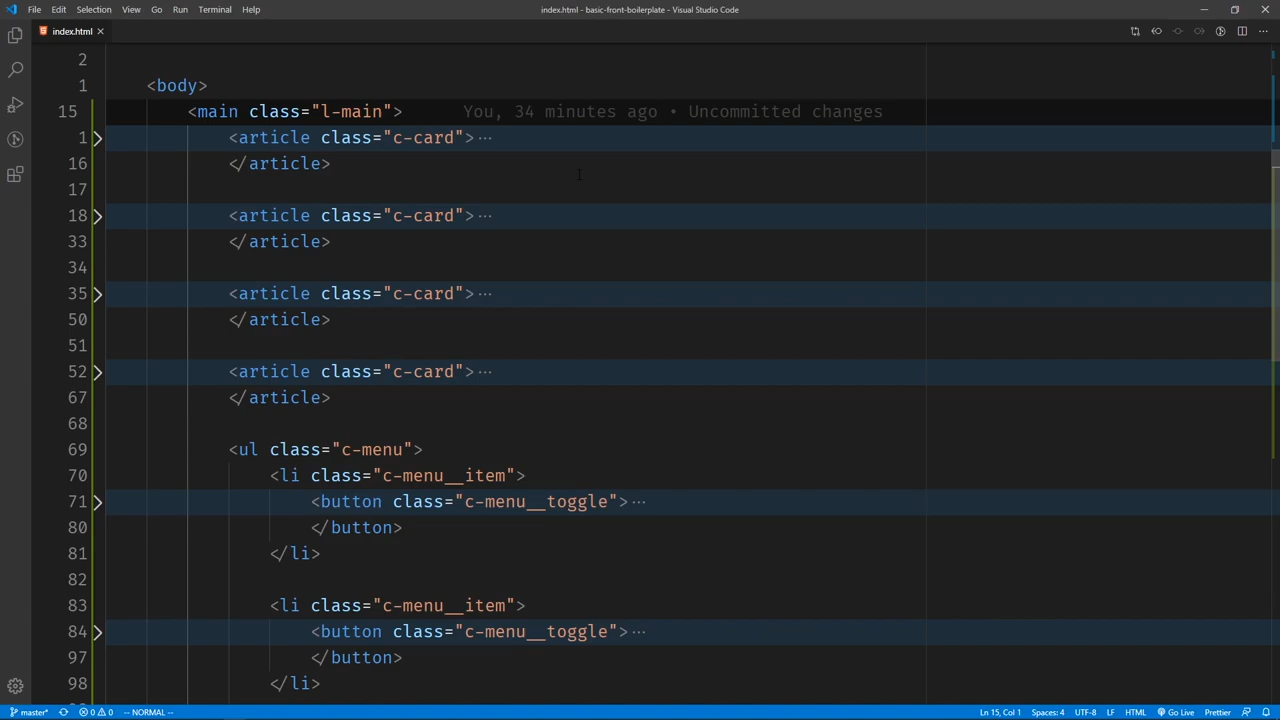 File Edit Selection View Go Run Terminal Help index.html - basic-front-boilerplate - Visual Studio Code
index.html
2
1 <body>
15 <main class="l-main"> You, 34 minutes ago • Uncommitted changes
1 <article class="c-card"> ···
16 </article>
17
18 <article class="c-card"> ···
33 </article>
34
35 <article class="c-card"> ···
50 </article>
51
52 <article class="c-card"> ···
67 </article>
68
69 <ul class="c-menu">
70 <li class="c-menu__item">
71 <button class="c-menu__toggle"> ···
80 </button>
81 </li>
82
83 <li class="c-menu__item">
84 <button class="c-menu__toggle"> ···
97 </button>
98 </li>
master* 0 0 -- NORMAL -- Ln 15, Col 1 Spaces: 4 UTF-8 LF HTML Go Live Prettier